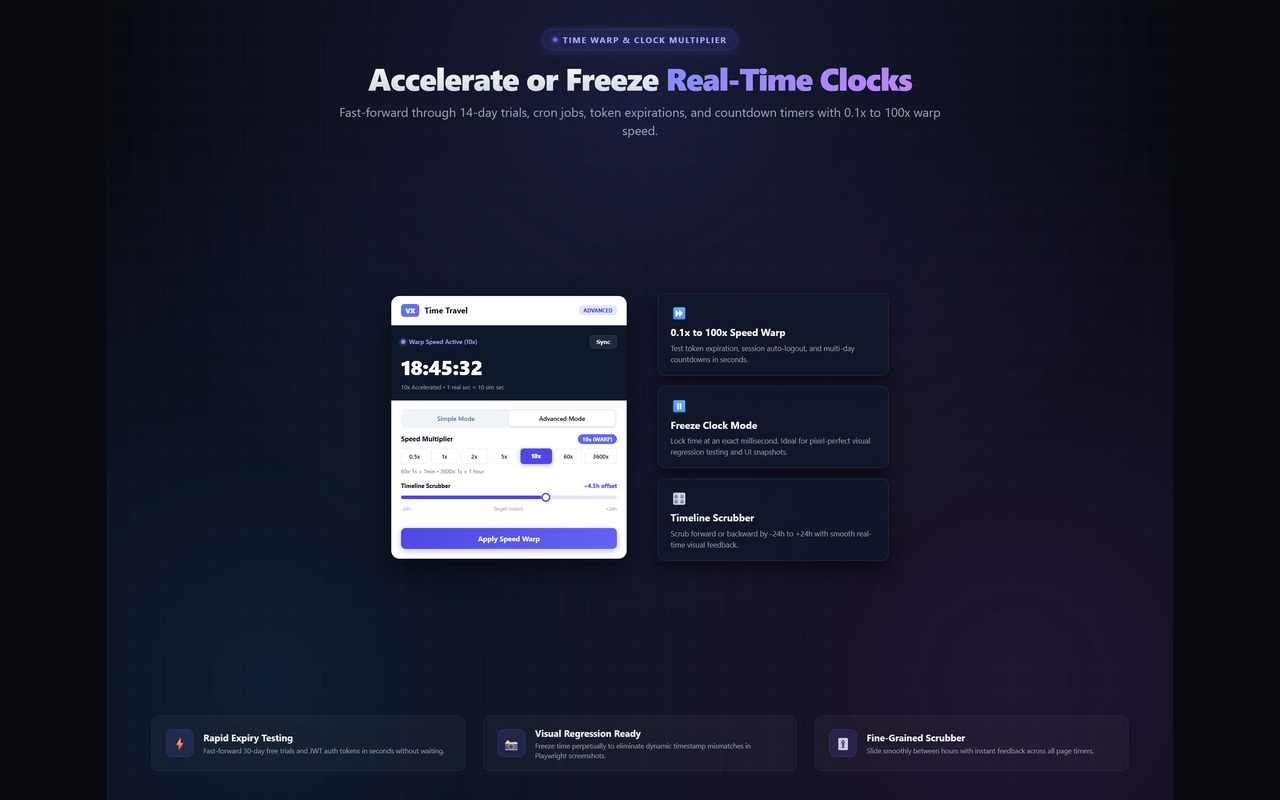 TIME WARP & CLOCK MULTIPLIER
Accelerate or Freeze Real-Time Clocks
Fast-forward through 14-day trials, cron jobs, token expirations, and countdown timers with 0.1x to 100x warp
speed.
VX Time Travel ADVANCED
Warp Speed Active (10x) Sync
18:45:32
10x Accelerated • 1 real sec = 10 sim sec
Simple Mode Advanced Mode
Speed Multiplier 10x (WARP)
0.5x 1x 2x 5x 10x 60x 3600x
60x: 1s = 1min • 3600x: 1s = 1 hour
Timeline Scrubber +4.5h offset
-24h Target Instant +24h
Apply Speed Warp
0.1x to 100x Speed Warp
Test token expiration, session auto-logout, and multi-day
countdowns in seconds.
Freeze Clock Mode
Lock time at an exact millisecond. Ideal for pixel-perfect visual
regression testing and UI snapshots.
Timeline Scrubber
Scrub forward or backward by -24h to +24h with smooth real-
time visual feedback.
Rapid Expiry Testing
Fast-forward 30-day free trials and JWT auth tokens in seconds without waiting.
Visual Regression Ready
Freeze time perpetually to eliminate dynamic timestamp mismatches in
Playwright screenshots.
Fine-Grained Scrubber
Slide smoothly between hours with instant feedback across all page timers.